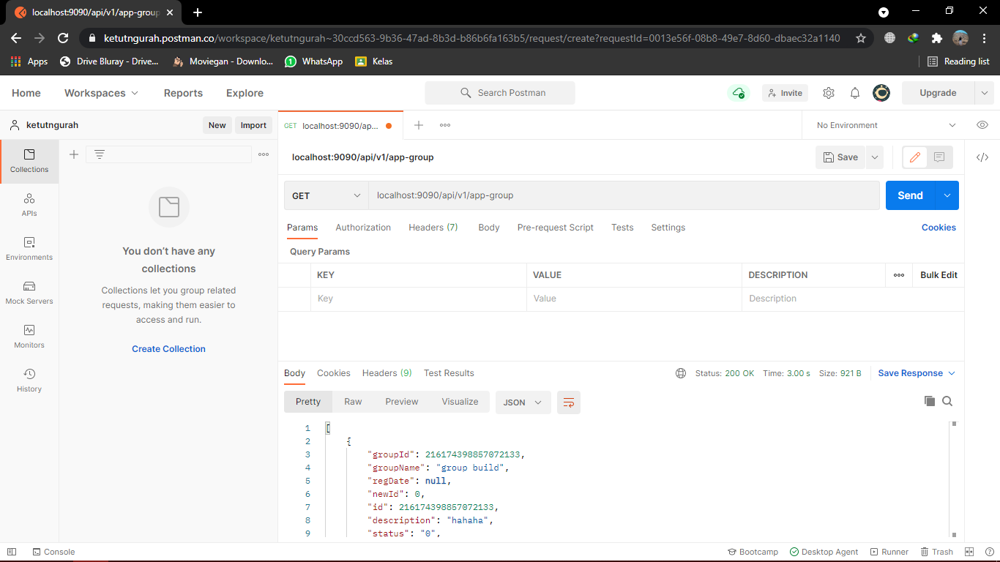 localhost:9090/api/v1/app-group
ketutngurah.postman.co/workspace/ketutngurah~30ccd563-9b36-47ad-8b3d-b86b6fa163b5/request/create?requestId=0013e56f-08b8-49e7-8d60-dbaec32a1140
Apps Drive Bluray - Drive... Moviegan - Downlo... 1 WhatsApp Kelas Reading list
Home Workspaces Reports Explore Search Postman Invite Upgrade
ketutngurah New Import GET localhost:9090/ap... No Environment
Collections
APIs
Environments
Mock Servers
Monitors
History
You don't have any
collections
Collections let you group related
requests, making them easier to
access and run.
Create Collection
localhost:9090/api/v1/app-group Save
GET localhost:9090/api/v1/app-group Send
Params Authorization Headers (7) Body Pre-request Script Tests Settings Cookies
Query Params
KEY VALUE DESCRIPTION Bulk Edit
Key Value Description
Body Cookies Headers (9) Test Results Status: 200 OK Time: 3.00 s Size: 921 B Save Response
Pretty Raw Preview Visualize JSON
1 [
2 {
3 "groupId": 216174398857072133,
4 "groupName": "group build",
5 "regDate": null,
6 "newId": 0,
7 "id": 216174398857072133,
8 "description": "hahaha",
9 "status": "0",
Console Bootcamp Desktop Agent Runner Trash